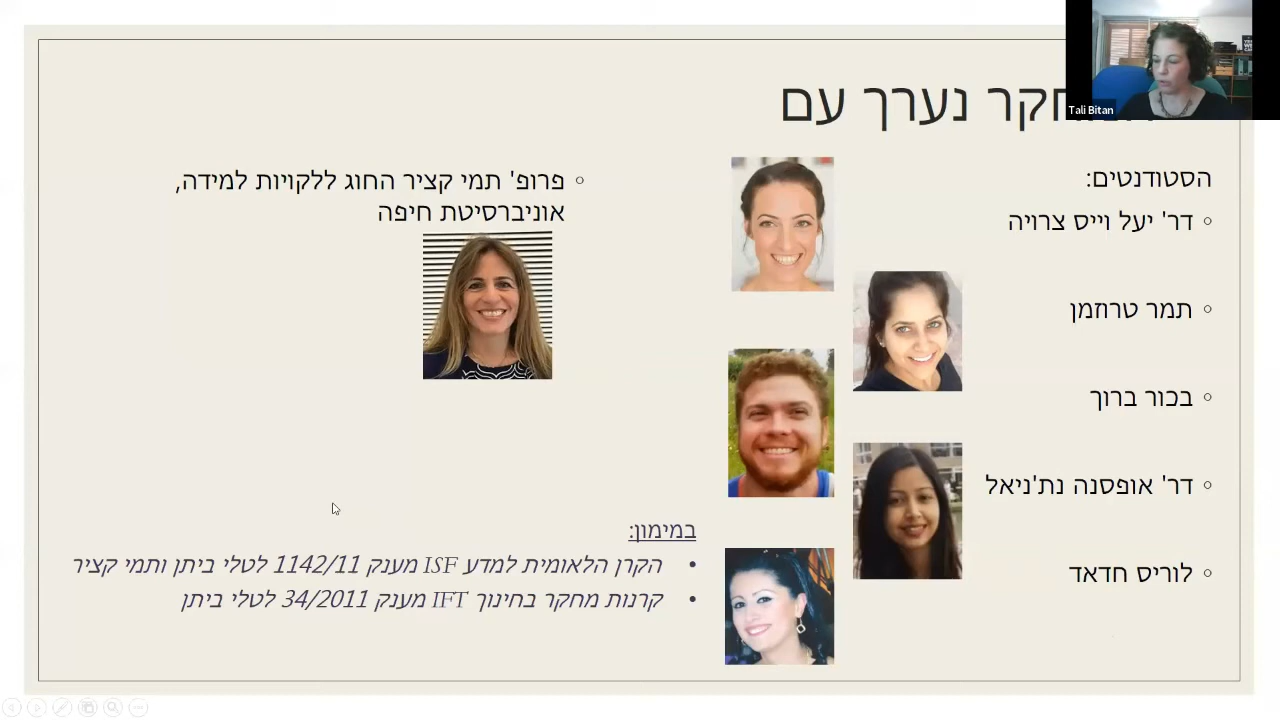 נערך עם
הסטודנטים:
דר' יעל וייס צרויה
תמר טרוזמן
בכור ברוך
דר' אופסנה נת'ניאל
לוריס חדאד
פרופ' תמי קציר החוג ללקויות למידה,
אוניברסיטת חיפה
במימון:
הקרן הלאומית למדע ISF מענק 1142/11 לטלי ביתן ותמי קציר
קרנות מחקר בחינוך IFT מענק 34/2011 לטלי ביתן
Tali Bitan